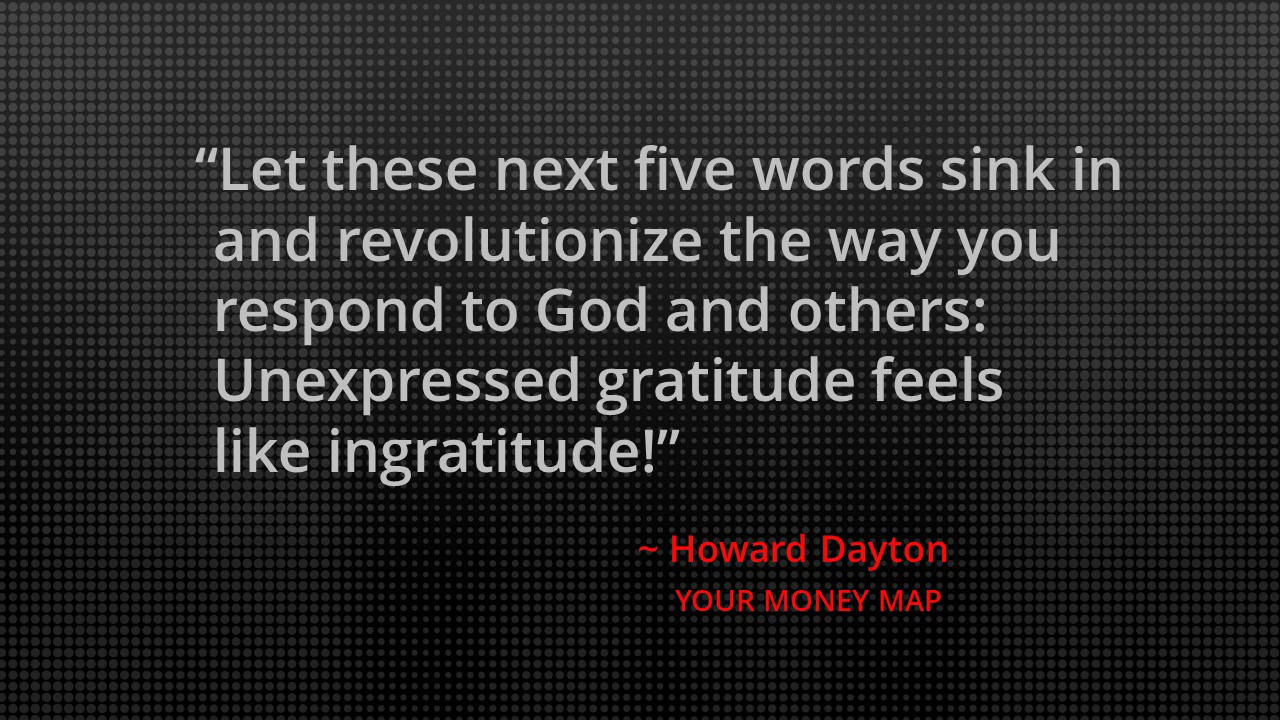 “Let these next five words sink in
and revolutionize the way you
respond to God and others:
Unexpressed gratitude feels
like ingratitude!”
~ Howard Dayton
YOUR MONEY MAP